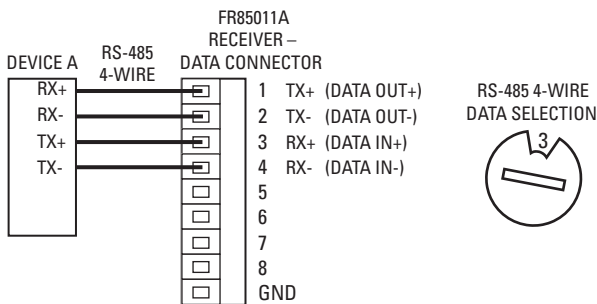 FR85011A
RECEIVER –
DATA CONNECTOR
DEVICE A
RS-485
4-WIRE
RX+
RX-
TX+
TX-
1 TX+ (DATA OUT+)
2 TX- (DATA OUT-)
3 RX+ (DATA IN+)
4 RX- (DATA IN-)
5
6
7
8
GND
RS-485 4-WIRE
DATA SELECTION
3